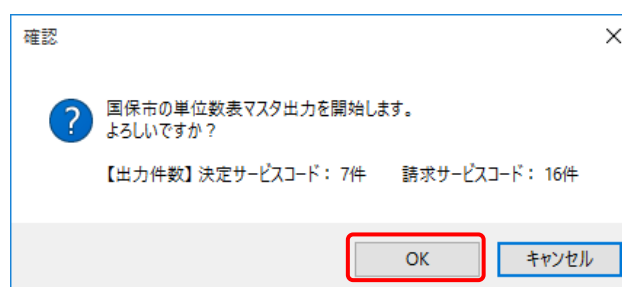 確認
国保市の単位数表マスタ出力を開始します。
よろしいですか？
【出力件数】決定サービスコード： 7件　　請求サービスコード： 16件
OK
キャンセル